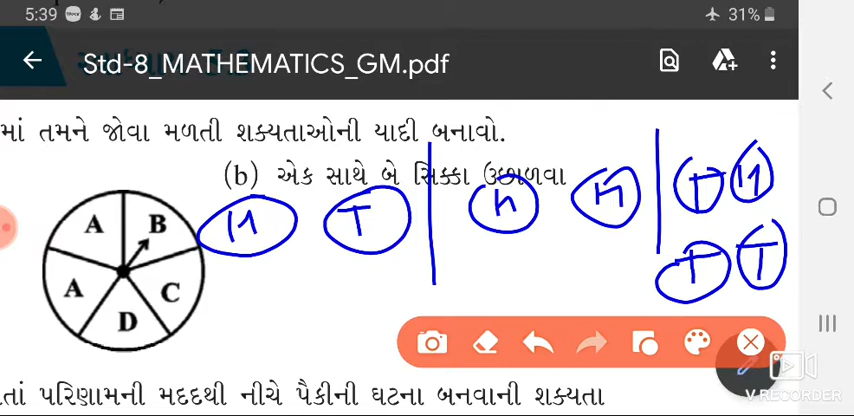 5:39 31%
Std-8_MATHEMATICS_GM.pdf
માં તમને જોવા મળતી શક્યતાઓની યાદી બનાવો.
(b) એક સાથે બે સિક્કા ઉછાળવા
A B
H T H H T H
A C
D
T T
તાં પરિણામની મદદથી નીચે પૈકીની ઘટના બનવાની શક્યતા
V RECORDER